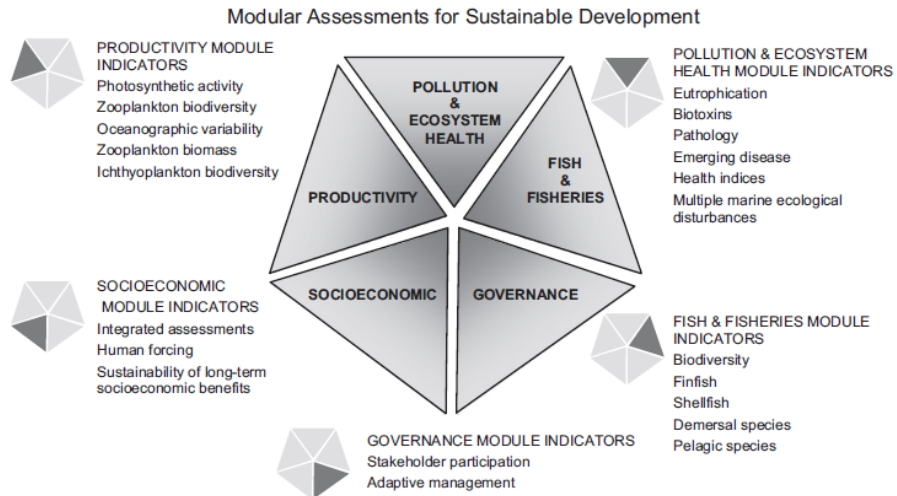 Modular Assessments for Sustainable Development
PRODUCTIVITY MODULE
INDICATORS
Photosynthetic activity
Zooplankton biodiversity
Oceanographic variability
Zooplankton biomass
Ichthyoplankton biodiversity
POLLUTION
&
ECOSYSTEM
HEALTH
PRODUCTIVITY
FISH
&
FISHERIES
SOCIOECONOMIC
GOVERNANCE
POLLUTION & ECOSYSTEM
HEALTH MODULE INDICATORS
Eutrophication
Biotoxins
Pathology
Emerging disease
Health indices
Multiple marine ecological
disturbances
SOCIOECONOMIC
MODULE INDICATORS
Integrated assessments
Human forcing
Sustainability of long-term
socioeconomic benefits
FISH & FISHERIES MODULE
INDICATORS
Biodiversity
Finfish
Shellfish
Demersal species
Pelagic species
GOVERNANCE MODULE INDICATORS
Stakeholder participation
Adaptive management